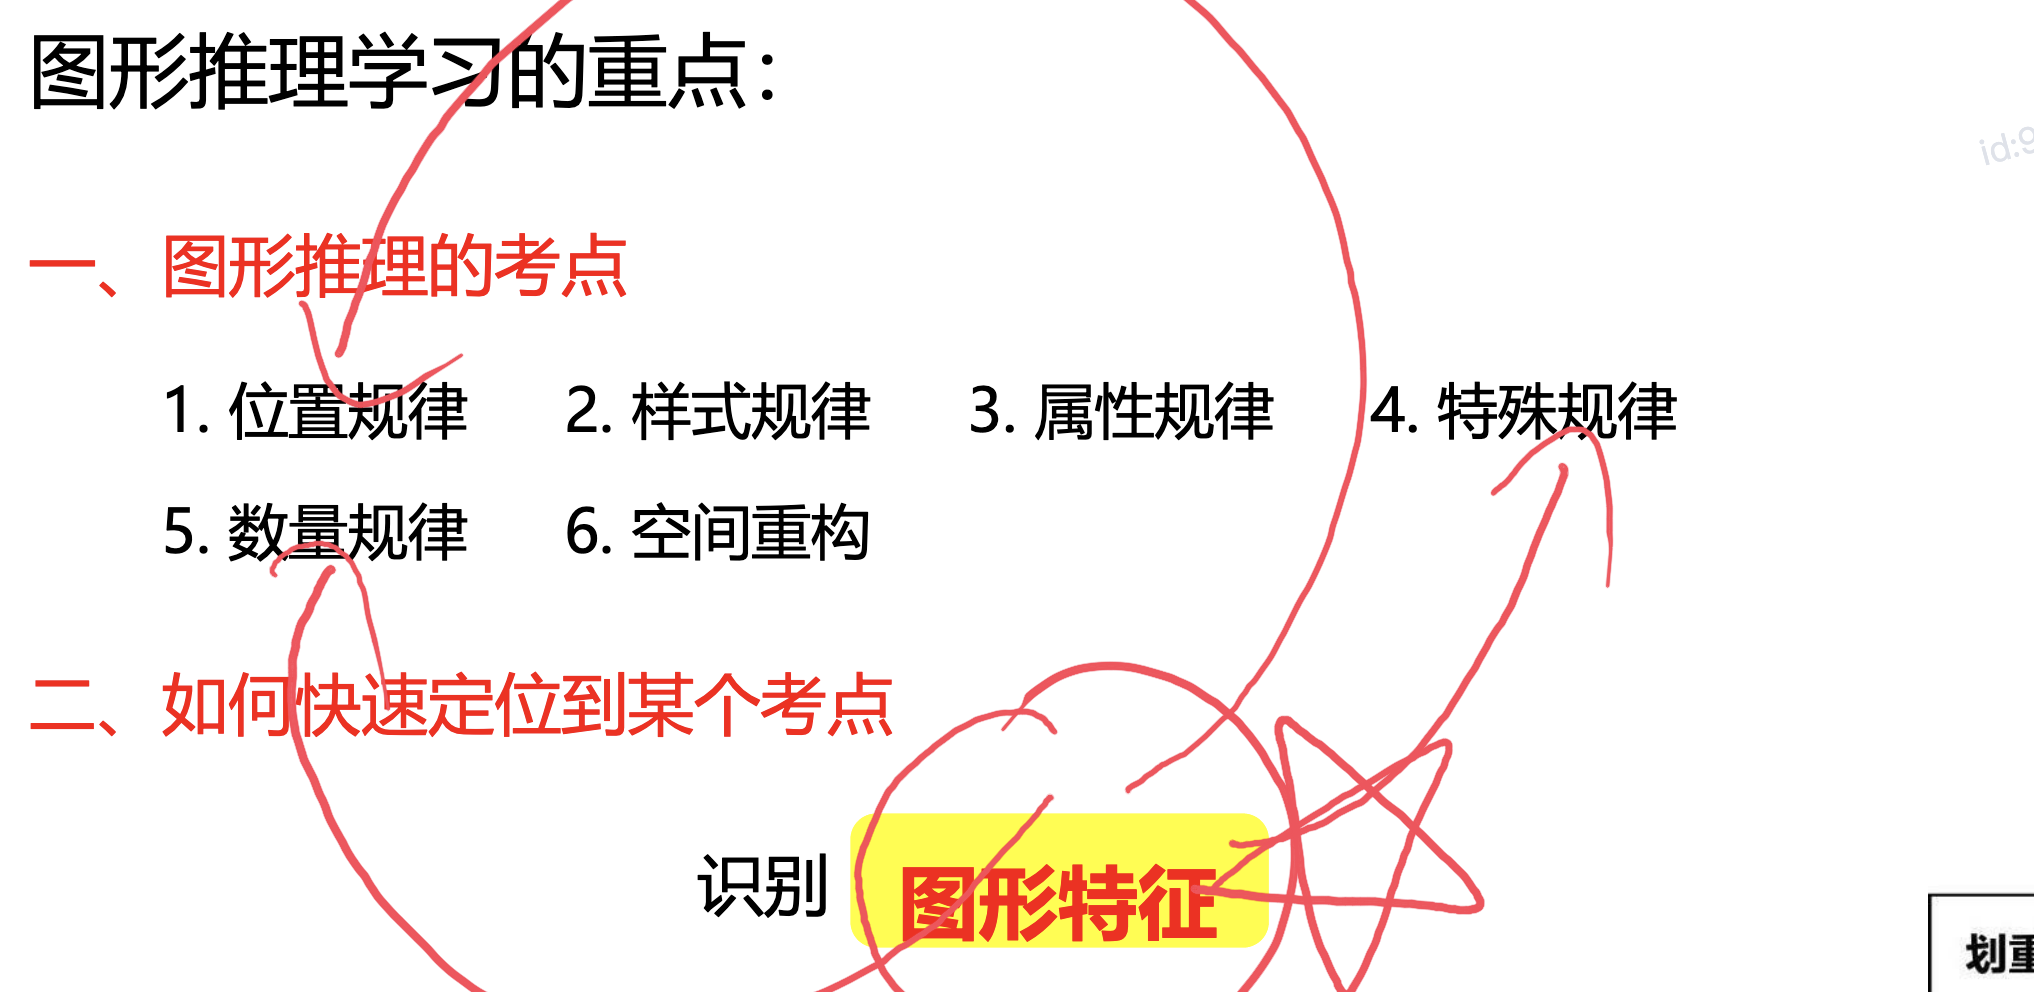 图形推理学习的重点：
id:9
一、图形推理的考点
1. 位置规律 2. 样式规律 3. 属性规律 4. 特殊规律
5. 数量规律 6. 空间重构
二、如何快速定位到某个考点
识别 图形特征
划重